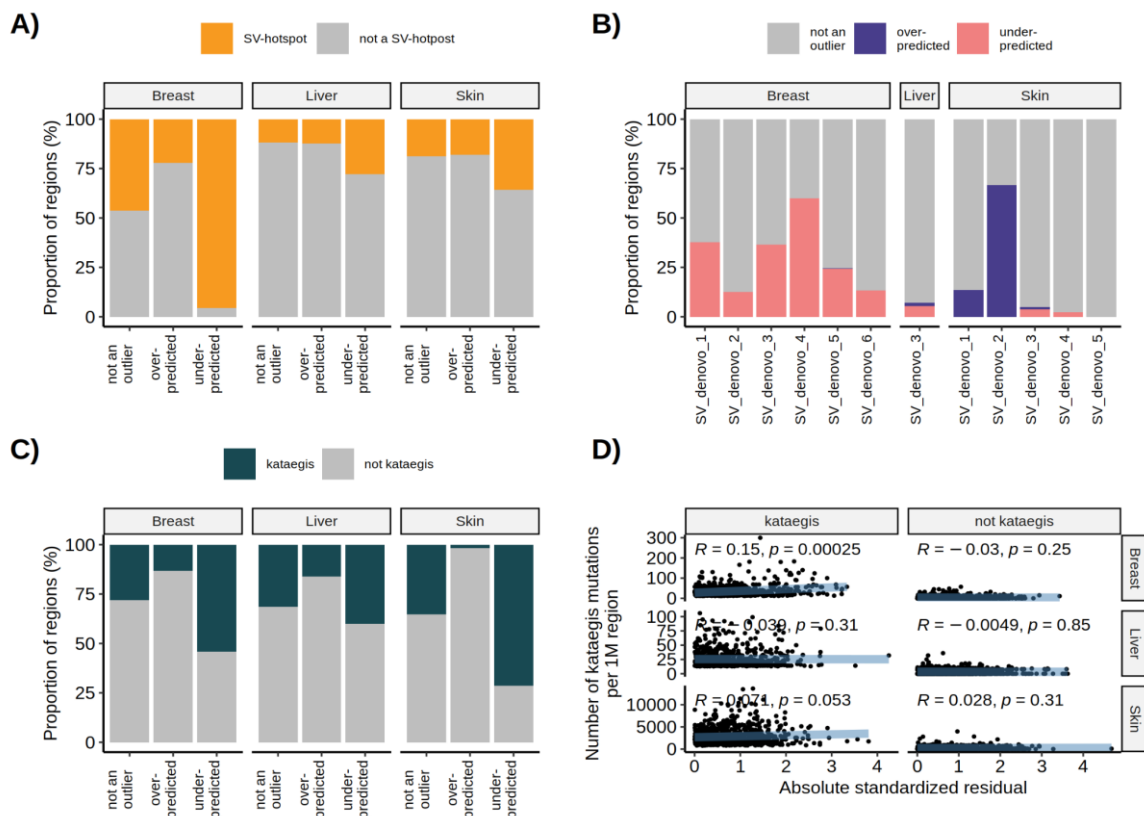 A)
SV-hotspot
not a SV-hotpost
Breast
Liver
Skin
Proportion of regions (%)
100
75
50
25
0
not an
outlier
over-
predicted
under-
predicted
not an
outlier
over-
predicted
under-
predicted
not an
outlier
over-
predicted
under-
predicted
B)
not an
outlier
over-
predicted
under-
predicted
Breast
Liver
Skin
Proportion of regions (%)
100
75
50
25
0
SV_denovo_1
SV_denovo_2
SV_denovo_3
SV_denovo_4
SV_denovo_5
SV_denovo_6
SV_denovo_3
SV_denovo_1
SV_denovo_2
SV_denovo_3
SV_denovo_4
SV_denovo_5
C)
kataegis
not kataegis
Breast
Liver
Skin
Proportion of regions (%)
100
75
50
25
0
not an
outlier
over-
predicted
under-
predicted
not an
outlier
over-
predicted
under-
predicted
not an
outlier
over-
predicted
under-
predicted
D)
kataegis
not kataegis
Number of kataegis mutations
per 1M region
300
200
100
0
R = 0.15, p = 0.00025
R = − 0.03, p = 0.25
Breast
100
75
50
25
0
R = − 0.039, p = 0.31
R = − 0.0049, p = 0.85
Liver
10000
5000
0
R = 0.071, p = 0.053
R = 0.028, p = 0.31
Skin
0 1 2 3 4
0 1 2 3 4
Absolute standardized residual